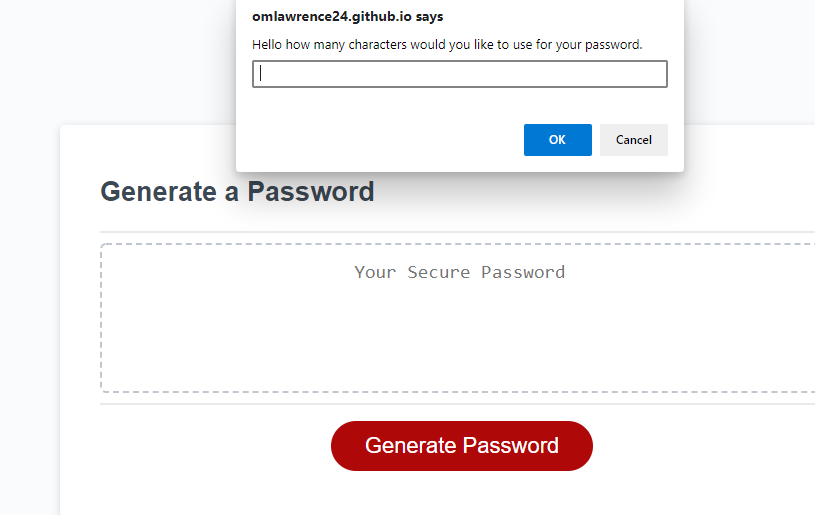 omlawrence24.github.io says
Hello how many characters would you like to use for your password.
OK Cancel
Generate a Password
Your Secure Password
Generate Password